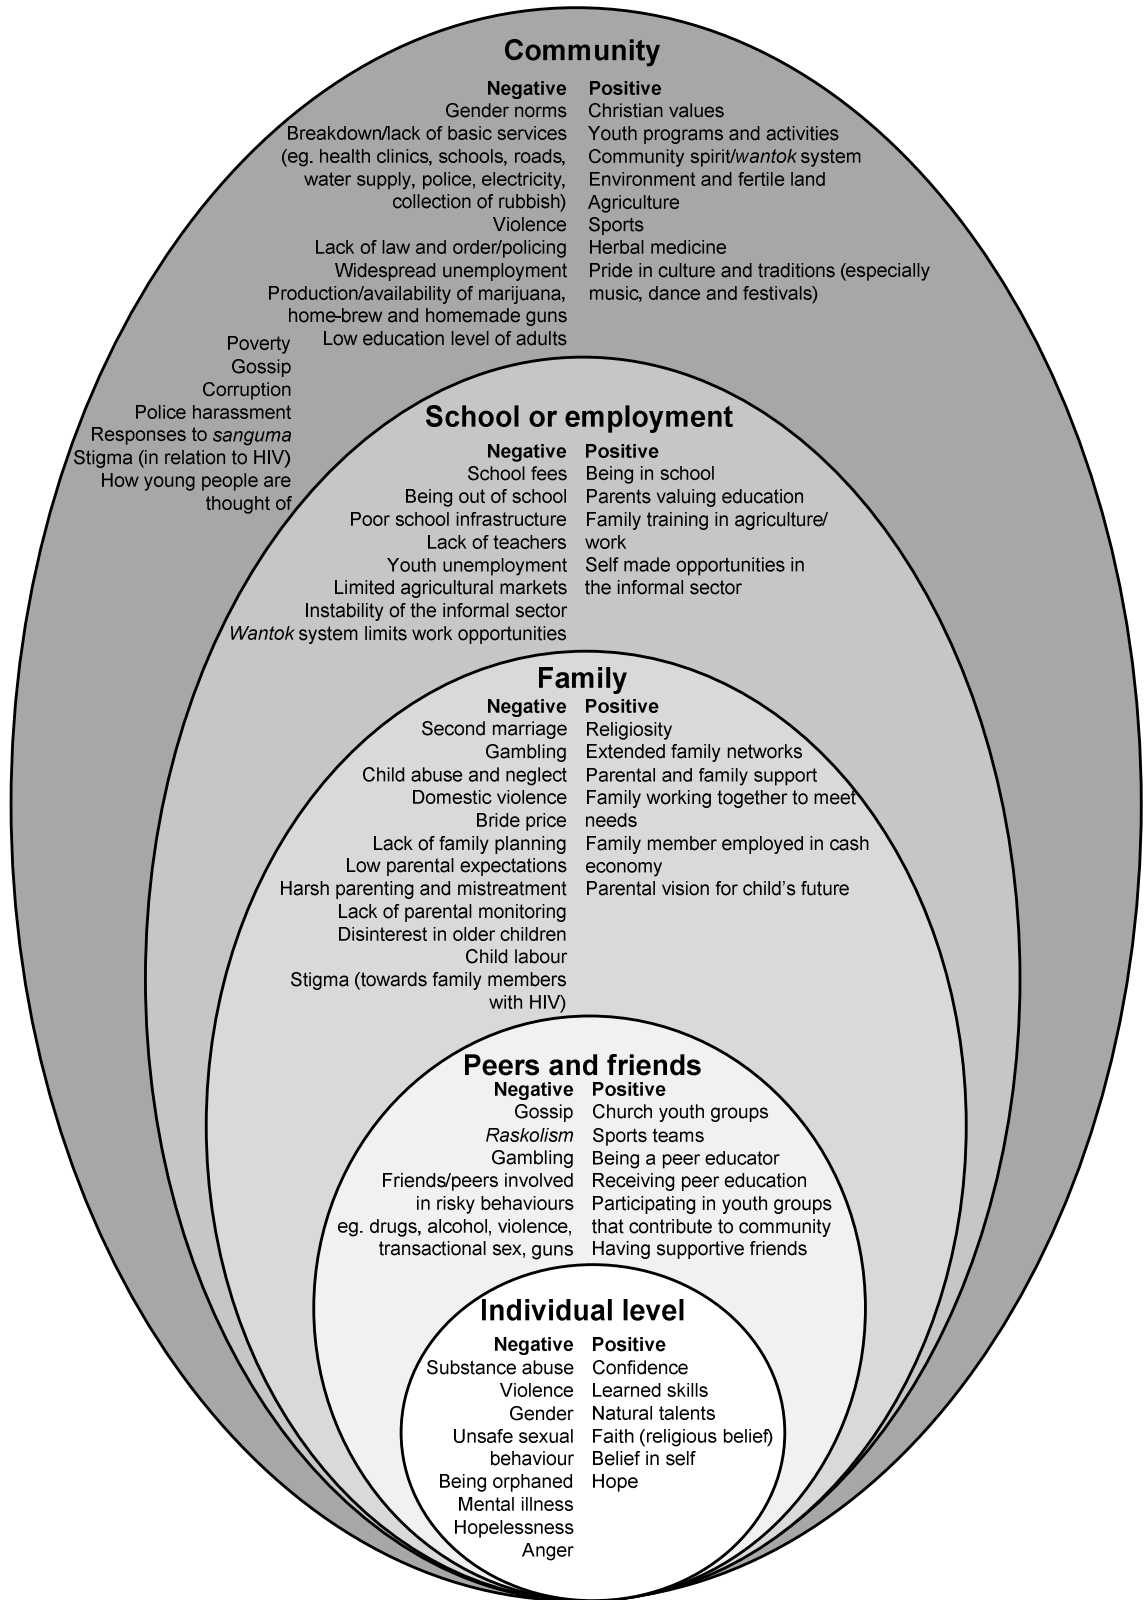 Community
Negative
Gender norms
Breakdown/lack of basic services
(eg. health clinics, schools, roads,
water supply, police, electricity,
collection of rubbish)
Violence
Lack of law and order/policing
Widespread unemployment
Production/availability of marijuana,
home-brew and homemade guns
Low education level of adults
Poverty
Gossip
Corruption
Police harassment
Responses to sanguma
Stigma (in relation to HIV)
How young people are
thought of
Positive
Christian values
Youth programs and activities
Community spirit/wantok system
Environment and fertile land
Agriculture
Sports
Herbal medicine
Pride in culture and traditions (especially
music, dance and festivals)
School or employment
Negative
School fees
Being out of school
Poor school infrastructure
Lack of teachers
Youth unemployment
Limited agricultural markets
Instability of the informal sector
Wantok system limits work opportunities
Positive
Being in school
Parents valuing education
Family training in agriculture/
work
Self made opportunities in
the informal sector
Family
Negative
Second marriage
Gambling
Child abuse and neglect
Domestic violence
Bride price
Lack of family planning
Low parental expectations
Harsh parenting and mistreatment
Lack of parental monitoring
Disinterest in older children
Child labour
Stigma (towards family members
with HIV)
Positive
Religiosity
Extended family networks
Parental and family support
Family working together to meet
needs
Family member employed in cash
economy
Parental vision for child's future
Peers and friends
Negative
Gossip
Raskolism
Gambling
Friends/peers involved
in risky behaviours
eg. drugs, alcohol, violence,
transactional sex, guns
Positive
Church youth groups
Sports teams
Being a peer educator
Receiving peer education
Participating in youth groups
that contribute to community
Having supportive friends
Individual level
Negative
Substance abuse
Violence
Gender
Unsafe sexual
behaviour
Being orphaned
Mental illness
Hopelessness
Anger
Positive
Confidence
Learned skills
Natural talents
Faith (religious belief)
Belief in self
Hope